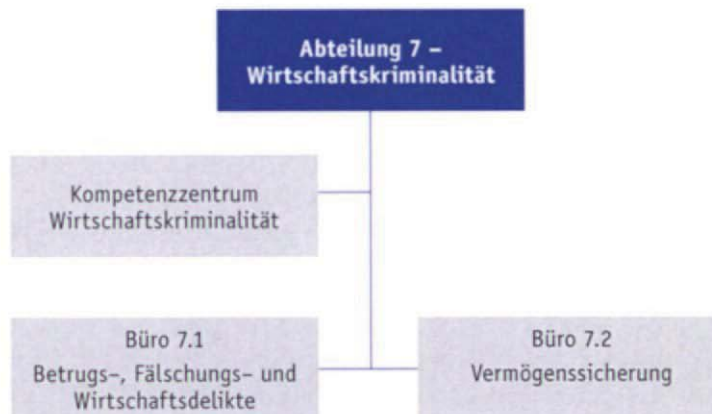 Abteilung 7 –
Wirtschaftskriminalität
Kompetenzzentrum
Wirtschaftskriminalität
Büro 7.1
Betrugs-, Fälschungs- und
Wirtschaftsdelikte
Büro 7.2
Vermögenssicherung